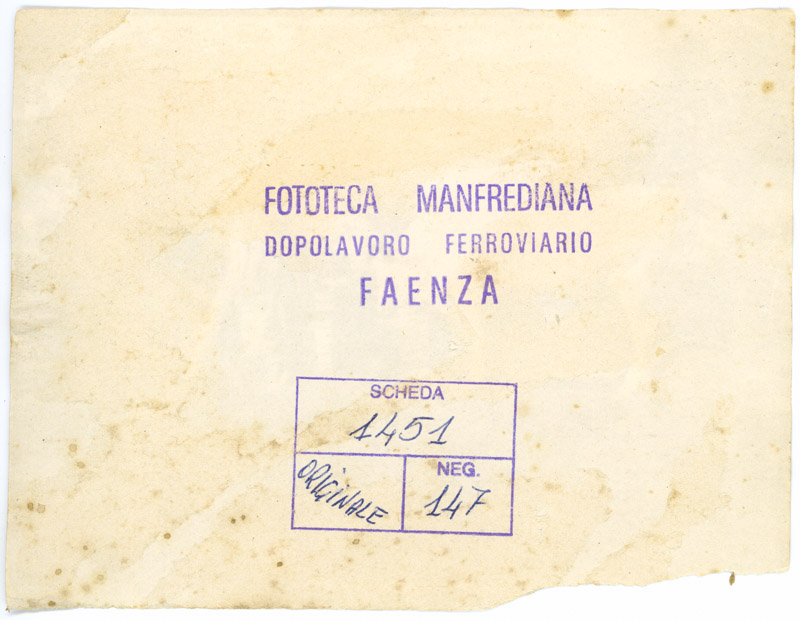 FOTOTECA MANFREDIANA
DOPOLAVORO FERROVIARIO
FAENZA
SCHEDA
1451
ORIGINALE
NEG.
147